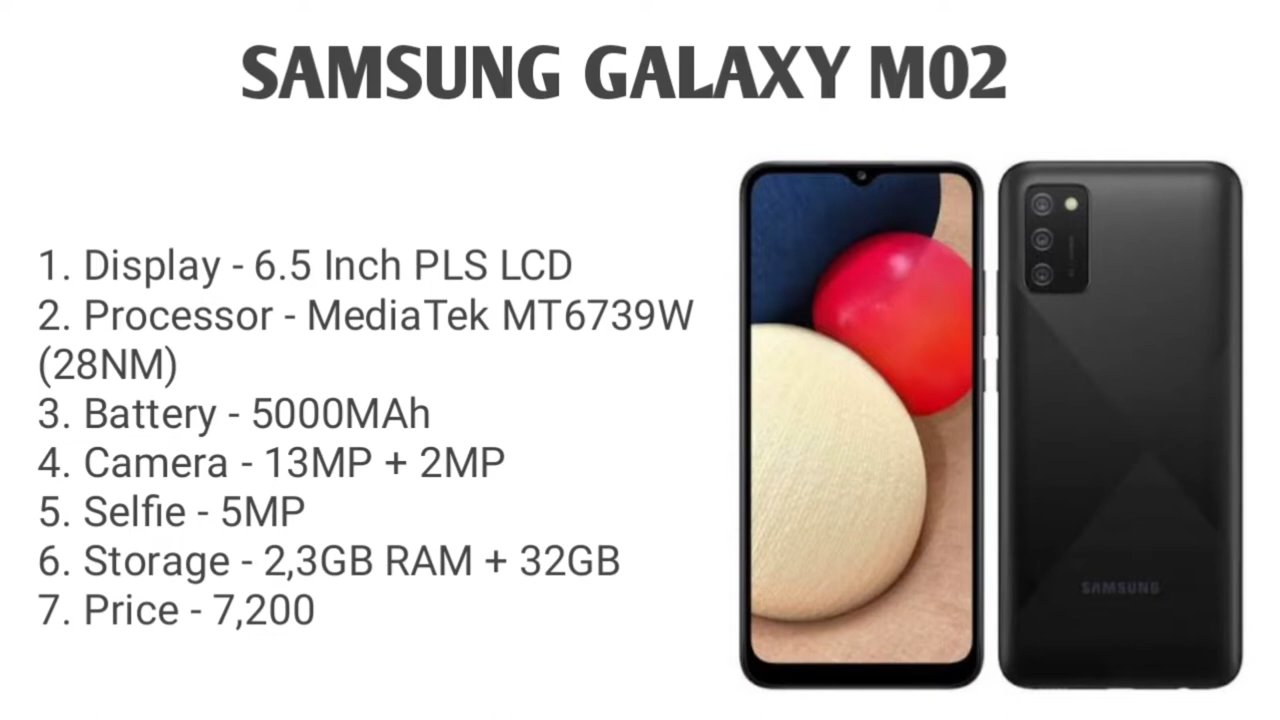 SAMSUNG GALAXY M02
1. Display - 6.5 Inch PLS LCD
2. Processor - MediaTek MT6739W
(28NM)
3. Battery - 5000MAh
4. Camera - 13MP + 2MP
5. Selfie - 5MP
6. Storage - 2,3GB RAM + 32GB
7. Price - 7,200
SAMSUNG